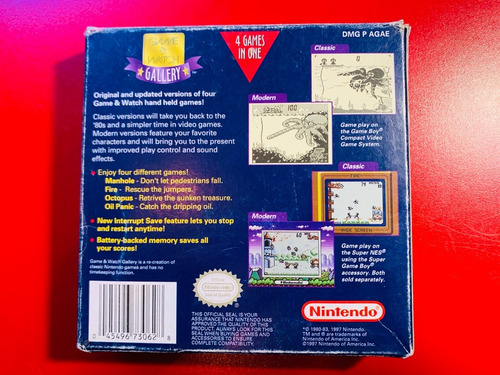 DMG P AGAE
GAME
WATCH
GALLERY
4 GAMES
IN ONE
Classic
Original and updated versions of four
Game & Watch hand held games!
Classic versions will take you back to the
'80s and a simpler time in video games.
Modern versions feature your favorite
characters and will bring you to the present
with improved play control and sound
effects.
Modern
100
Game play on
the Game Boy®
Compact Video
Game System.
Enjoy four different games!
Manhole - Don't let pedestrians fall.
Fire - Rescue the jumpers.
Octopus - Retrive the sunken treasure.
Oil Panic - Catch the dripping oil.
New Interrupt Save feature lets you stop
and restart anytime!
Battery-backed memory saves all
your scores!
Classic
FIRE
WIDE SCREEN
Modern
Game play on
the Super NES®
using the Super
Game Boy®
accessory. Both
sold separately.
Game & Watch Gallery is a re-creation of
classic Nintendo games and has no
timekeeping function.
0 45496 73062 8
THIS OFFICIAL SEAL IS YOUR
ASSURANCE THAT NINTENDO HAS
APPROVED THE QUALITY OF THIS
PRODUCT. ALWAYS LOOK FOR THIS
SEAL WHEN BUYING GAMES AND
ACCESSORIES TO ENSURE
COMPLETE COMPATIBILITY.
Nintendo®
© 1980-83, 1997 Nintendo.
TM and ® are trademarks of
Nintendo of America Inc.
©1997 Nintendo of America Inc.